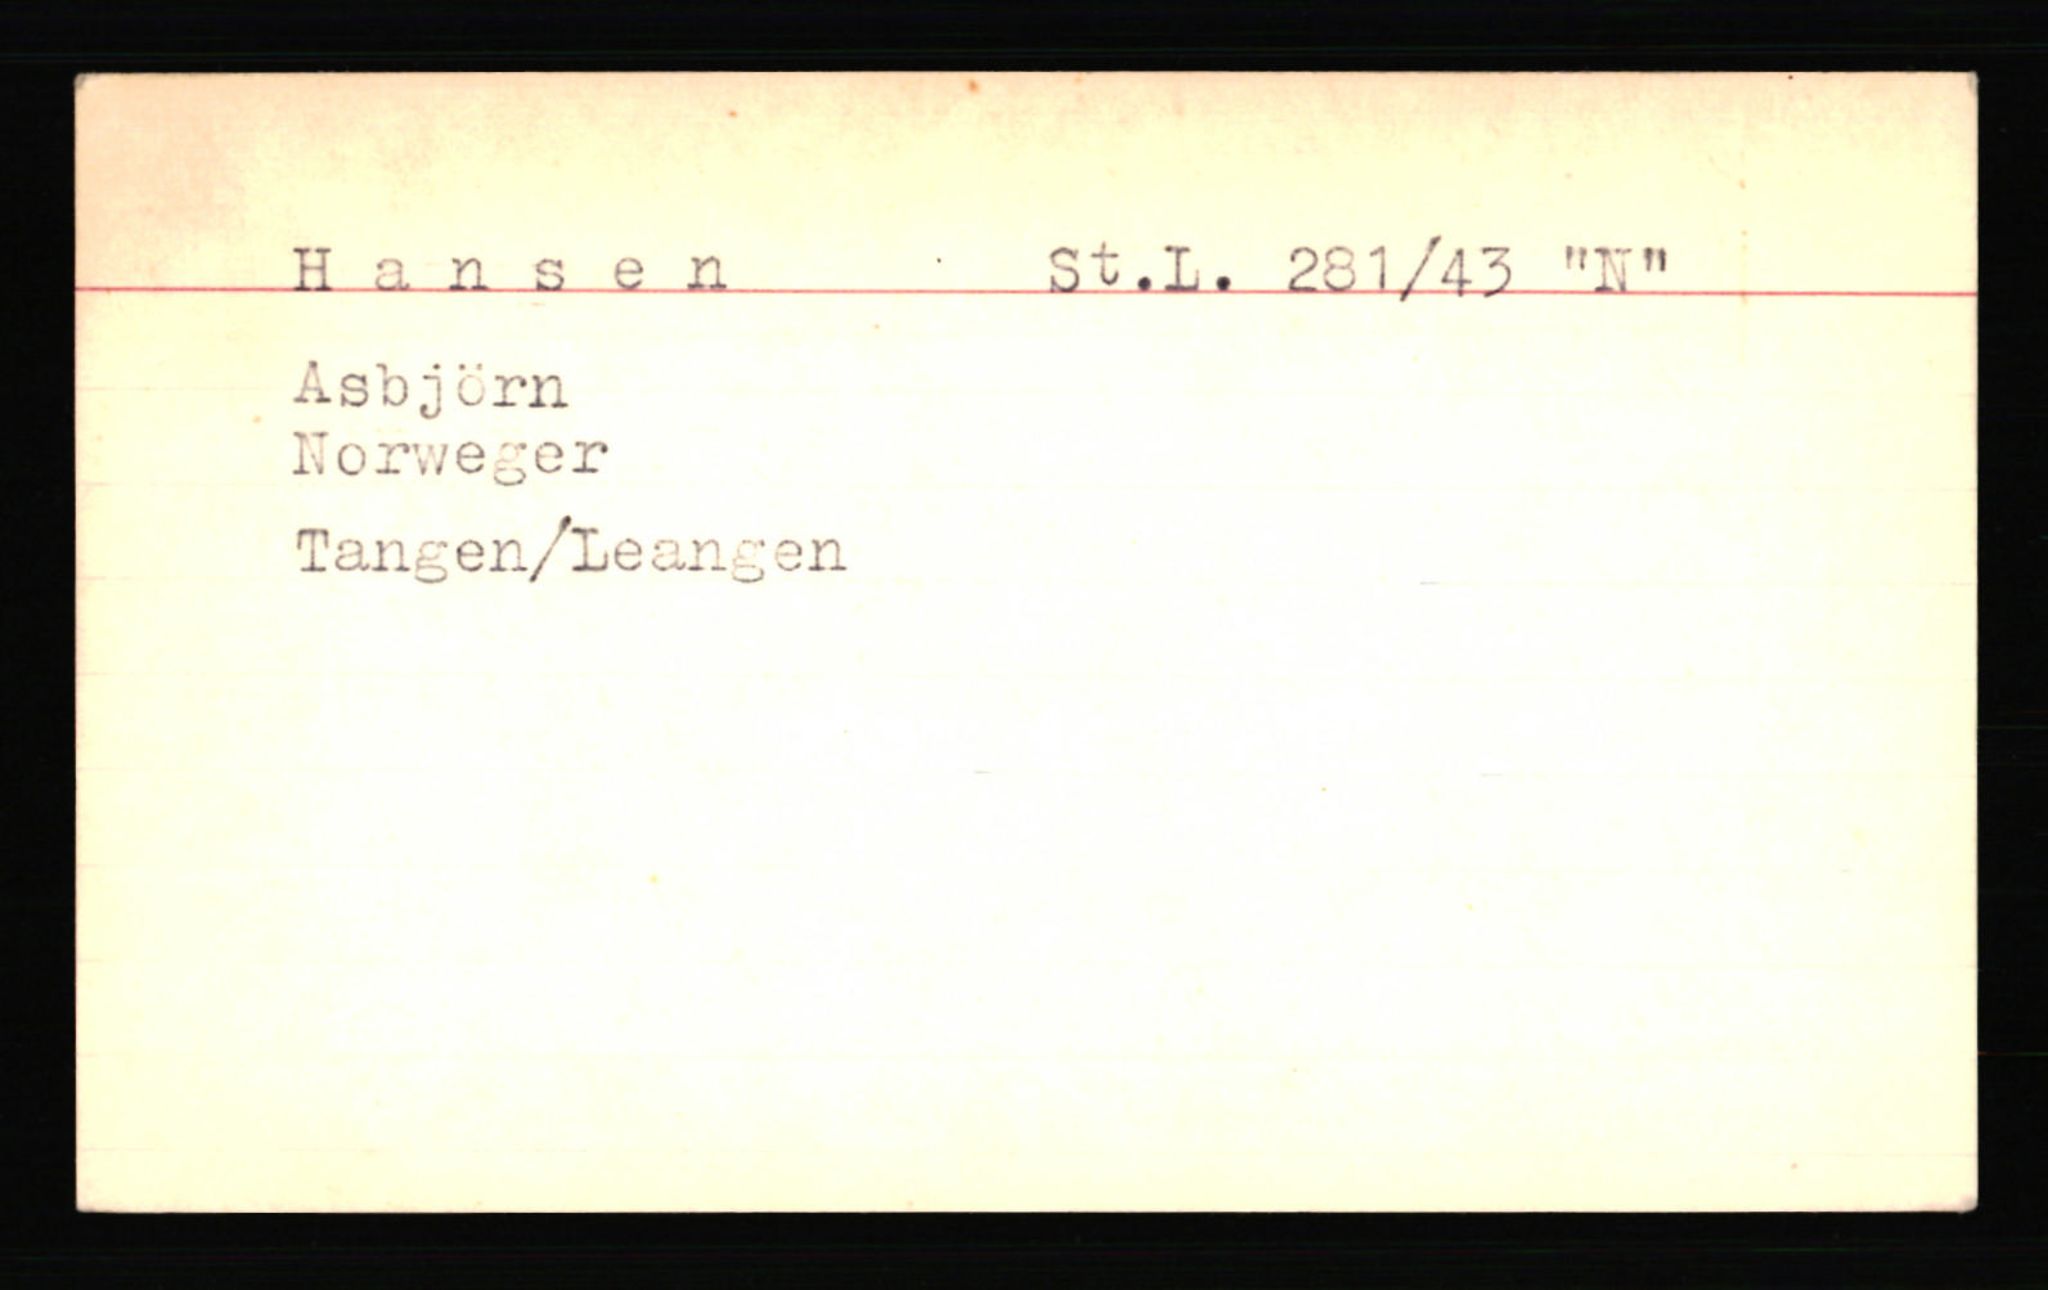 H a n s e n St.L. 281/43 "N"
Asbjörn
Norweger
Tangen/Leangen